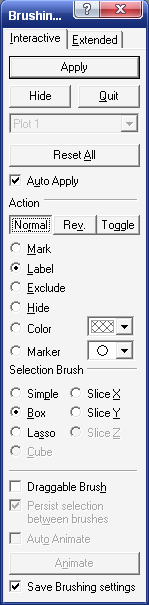 Brushin...
Interactive Extended
Apply
Hide Quit
Plot 1
Reset All
Auto Apply
Action
Normal Rev. Toggle
Mark
Label
Exclude
Hide
Color
Marker
Selection Brush
Simple Slice X
Box Slice Y
Lasso Slice Z
Cube
Draggable Brush
Persist selection
between brushes
Auto Animate
Animate
Save Brushing settings